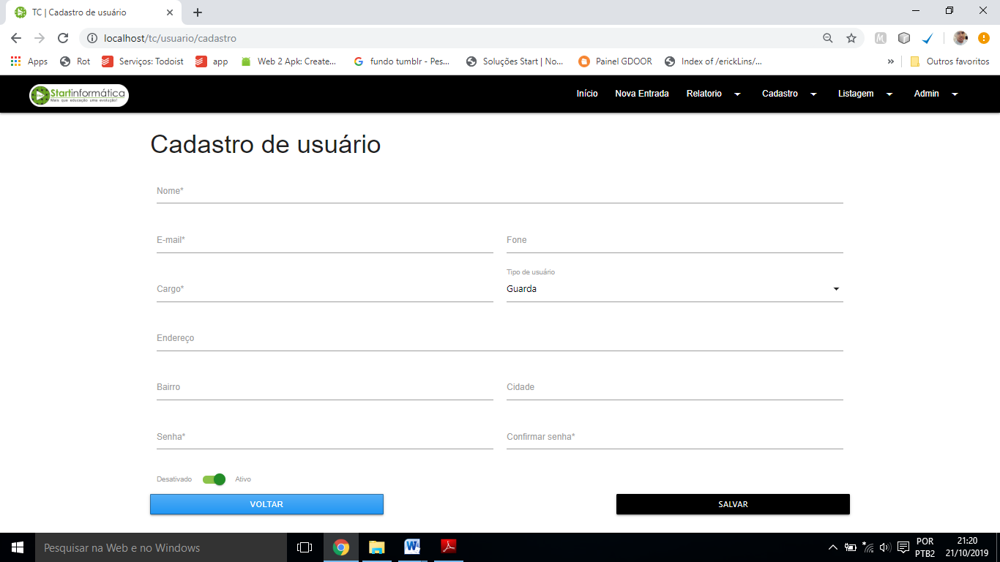 TC | Cadastro de usuário
localhost/tc/usuario/cadastro
Apps Rot Serviços: Todoist app Web 2 Apk: Create... fundo tumblr - Pes... Soluções Start | No... Painel GDOOR Index of /erickLins/... » Outros favoritos
Startinformática
Mais que educação uma evolução!
Início Nova Entrada Relatorio Cadastro Listagem Admin
Cadastro de usuário
Nome*
E-mail* Fone
Tipo de usuário
Cargo* Guarda
Endereço
Bairro Cidade
Senha* Confirmar senha*
Desativado Ativo
VOLTAR SALVAR
Pesquisar na Web e no Windows
POR 21:20
PTB2 21/10/2019